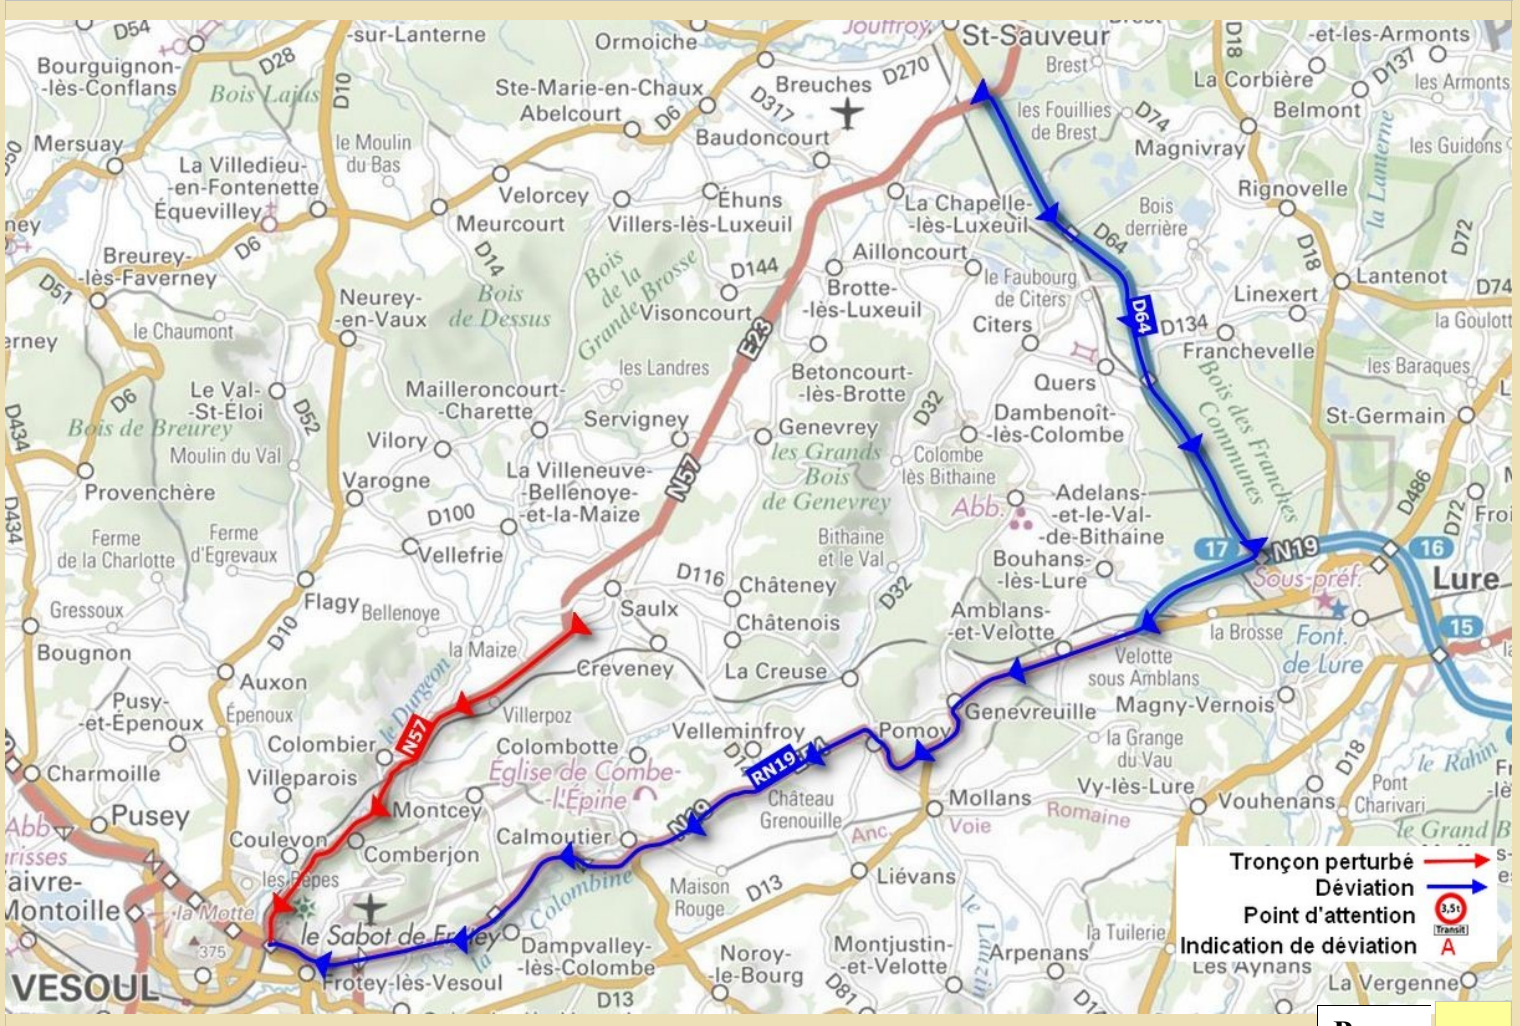 D54
-sur-Lanterne
Jouffroy
St-Sauveur
Brest
-et-les-Armonts
Ormoiche
D18
D137
Bourguignon-
-lès-Conflans
D28
D10
Bois Lajus
Ste-Marie-en-Chaux
Abelcourt
D6
Breuches
D317
D270
Brest
La Corbière
les Armonts
Belmont
les Fouillies
de Brest
D74
Magnivray
Baudoncourt
Mersuay
le Moulin
du Bas
La Villedieu-
-en-Fontenette
Équevilley
les Guidons
la Lanterne
Rignovelle
Velorcey
Meurcourt
Éhuns
Villers-lès-Luxeuil
La Chapelle-
-lès-Luxeuil
Bois
derrière
D64
D72
D6
Breurey-
-lès-Faverney
D51
D14
Bois
de Dessus
Bois
de la
Grande Brosse
D144
Visoncourt
Ailloncourt
Brotte-
-lès-Luxeuil
le Faubourg
de Citers
Citers
D64
D134
D18
Lantenot
Linexert
D74
la Goulott
Franchevelle
le Chaumont
Neurey-
-en-Vaux
E23
les Landres
Betoncourt-
-lès-Brotte
D32
Quers
Dambenoît-
-lès-Colombe
Bois des Franches
Communes
les Baraques
St-Germain
Le Val-
-St-Éloi
D6
D434
Bois de Breurey
Moulin du Val
D52
Mailleroncourt-
-Charette
Vilory
Servigney
Genevrey
les Grands
Bois
de Genevrey
Colombe
lès Bithaine
Abb.
Adelans-
-et-le-Val-
-de-Bithaine
D486
D72
Provenchère
Varogne
La Villeneuve-
-Bellenoye-
-et-la-Maize
N57
D434
D100
Vellefrie
Ferme
de la Charlotte
Ferme
d'Egrevaux
Bithaine
et le Val
D32
Bouhans-
-lès-Lure
17
N19
16
Sous-préf.
Lure
Gressoux
Flagy
Bellenoye
D116
Saulx
Châteney
Châtenois
Amblans-
-et-Velotte
la Brosse
Font.
de Lure
15
Bougnon
D10
la Maize
Creveney
La Creuse
Velotte
sous Amblans
Auxon
le Durgeon
Magny-Vernois
Pusy-
-et-Épenoux
Épenoux
Villerpoz
N57
Colombier
Colombotte
Velleminfroy
Pomoy
Genevreuille
la Grange
du Vau
D18
le Rahin
Charmoille
Villeparois
Église de Combe-
-l'Épine
RN19
Vy-lès-Lure
Pont
Charivari
Pusey
Montcey
Château
Grenouille
Mollans
Voie
Romaine
Vouhenans
le Grand B
Abb
Coulevon
Comberjon
Calmoutier
N19
Anc.
les Bepes
la Colombine
Maison
Rouge
D13
Liévans
Montoille
la Motte
375
le Sabot de Frotey
Dampvalley-
-lès-Colombe
Noroy-
-le-Bourg
Montjustin-
-et-Velotte
le Lauzin
Arpenans
la Tuilerie
Les Aynans
La Vergenne
VESOUL
Frotey-lès-Vesoul
D13
D81
Tronçon perturbé
Déviation
Point d'attention
3,5t
Transit
Indication de déviation A